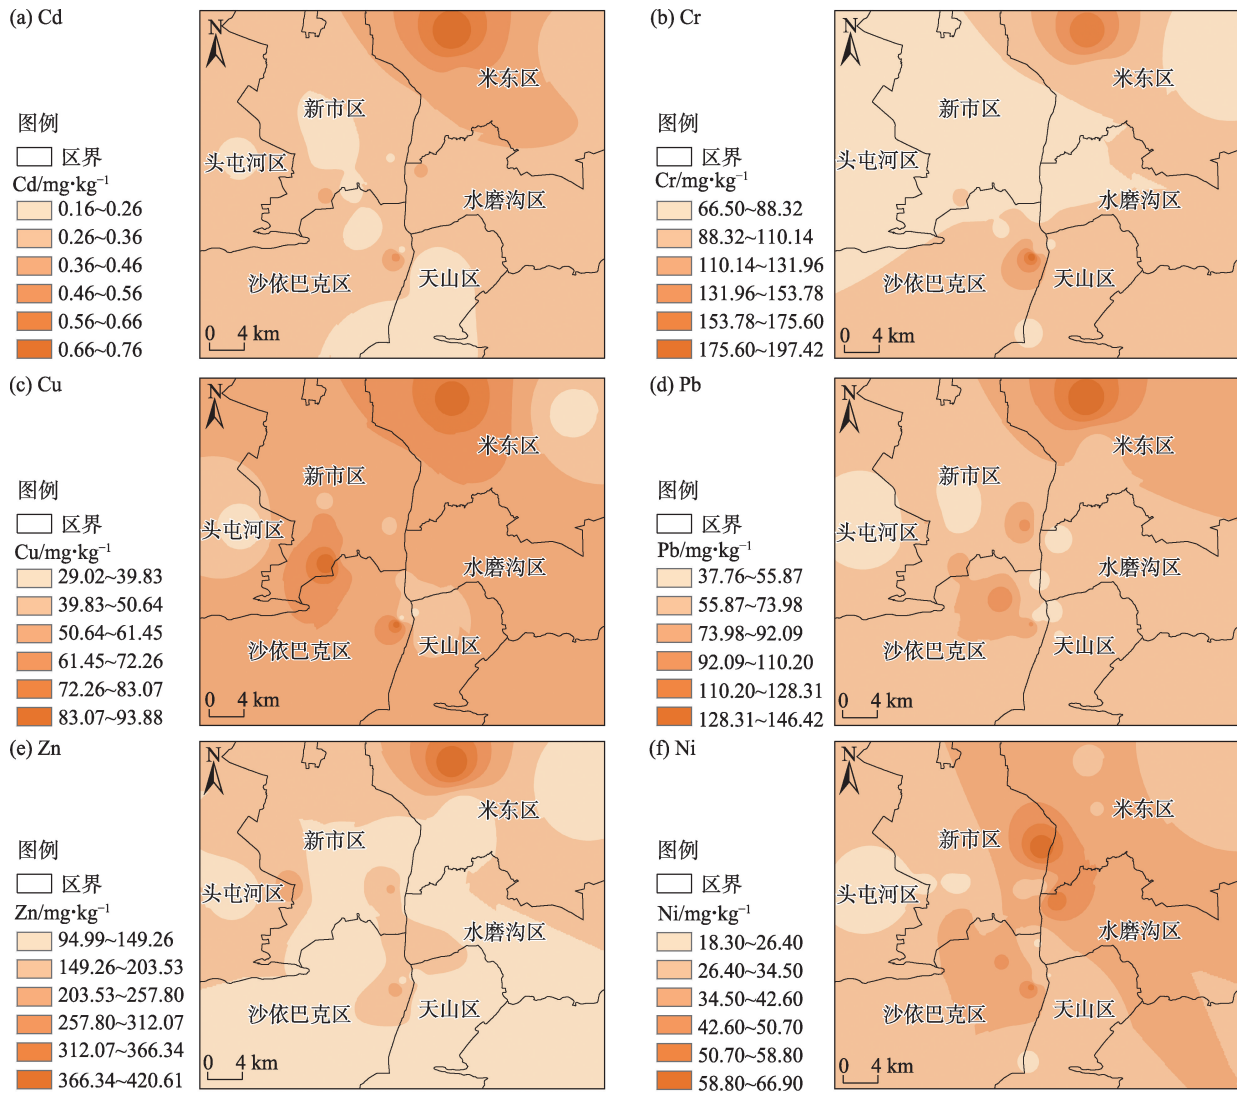 (a) Cd
N
米东区
新市区
图例
区界
头屯河区
Cd/mg·kg⁻¹
水磨沟区
0.16~0.26
0.26~0.36
0.36~0.46
0.46~0.56
0.56~0.66
0.66~0.76
沙依巴克区
天山区
0 4 km
(b) Cr
N
米东区
新市区
图例
区界
头屯河区
Cr/mg·kg⁻¹
水磨沟区
66.50~88.32
88.32~110.14
110.14~131.96
131.96~153.78
153.78~175.60
175.60~197.42
沙依巴克区
天山区
0 4 km
(c) Cu
N
米东区
新市区
图例
区界
头屯河区
Cu/mg·kg⁻¹
水磨沟区
29.02~39.83
39.83~50.64
50.64~61.45
61.45~72.26
72.26~83.07
83.07~93.88
沙依巴克区
天山区
0 4 km
(d) Pb
N
米东区
新市区
图例
区界
头屯河区
Pb/mg·kg⁻¹
水磨沟区
37.76~55.87
55.87~73.98
73.98~92.09
92.09~110.20
110.20~128.31
128.31~146.42
沙依巴克区
天山区
0 4 km
(e) Zn
N
米东区
新市区
图例
区界
头屯河区
Zn/mg·kg⁻¹
水磨沟区
94.99~149.26
149.26~203.53
203.53~257.80
257.80~312.07
312.07~366.34
366.34~420.61
沙依巴克区
天山区
0 4 km
(f) Ni
N
米东区
新市区
图例
区界
头屯河区
Ni/mg·kg⁻¹
水磨沟区
18.30~26.40
26.40~34.50
34.50~42.60
42.60~50.70
50.70~58.80
58.80~66.90
沙依巴克区
天山区
0 4 km